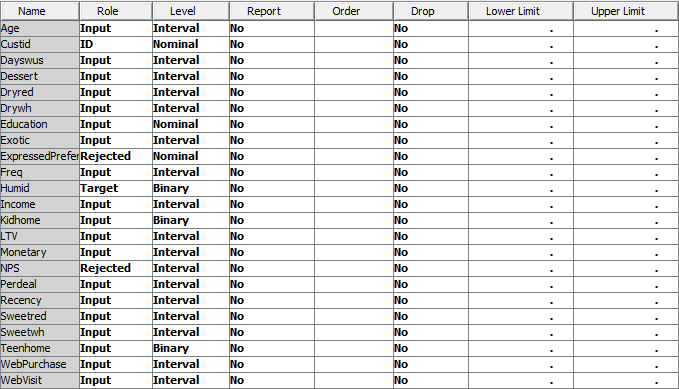 Name Role Level Report Order Drop Lower Limit Upper Limit
Age Input Interval No No . .
Custid ID Nominal No No . .
Dayswus Input Interval No No . .
Dessert Input Interval No No . .
Dryred Input Interval No No . .
Drywh Input Interval No No . .
Education Input Nominal No No . .
Exotic Input Interval No No . .
ExpressedPrefer Rejected Nominal No No . .
Freq Input Interval No No . .
Humid Target Binary No No . .
Income Input Interval No No . .
Kidhome Input Binary No No . .
LTV Input Interval No No . .
Monetary Input Interval No No . .
NPS Rejected Interval No No . .
Perdeal Input Interval No No . .
Recency Input Interval No No . .
Sweetred Input Interval No No . .
Sweetwh Input Interval No No . .
Teenhome Input Binary No No . .
WebPurchase Input Interval No No . .
WebVisit Input Interval No No . .